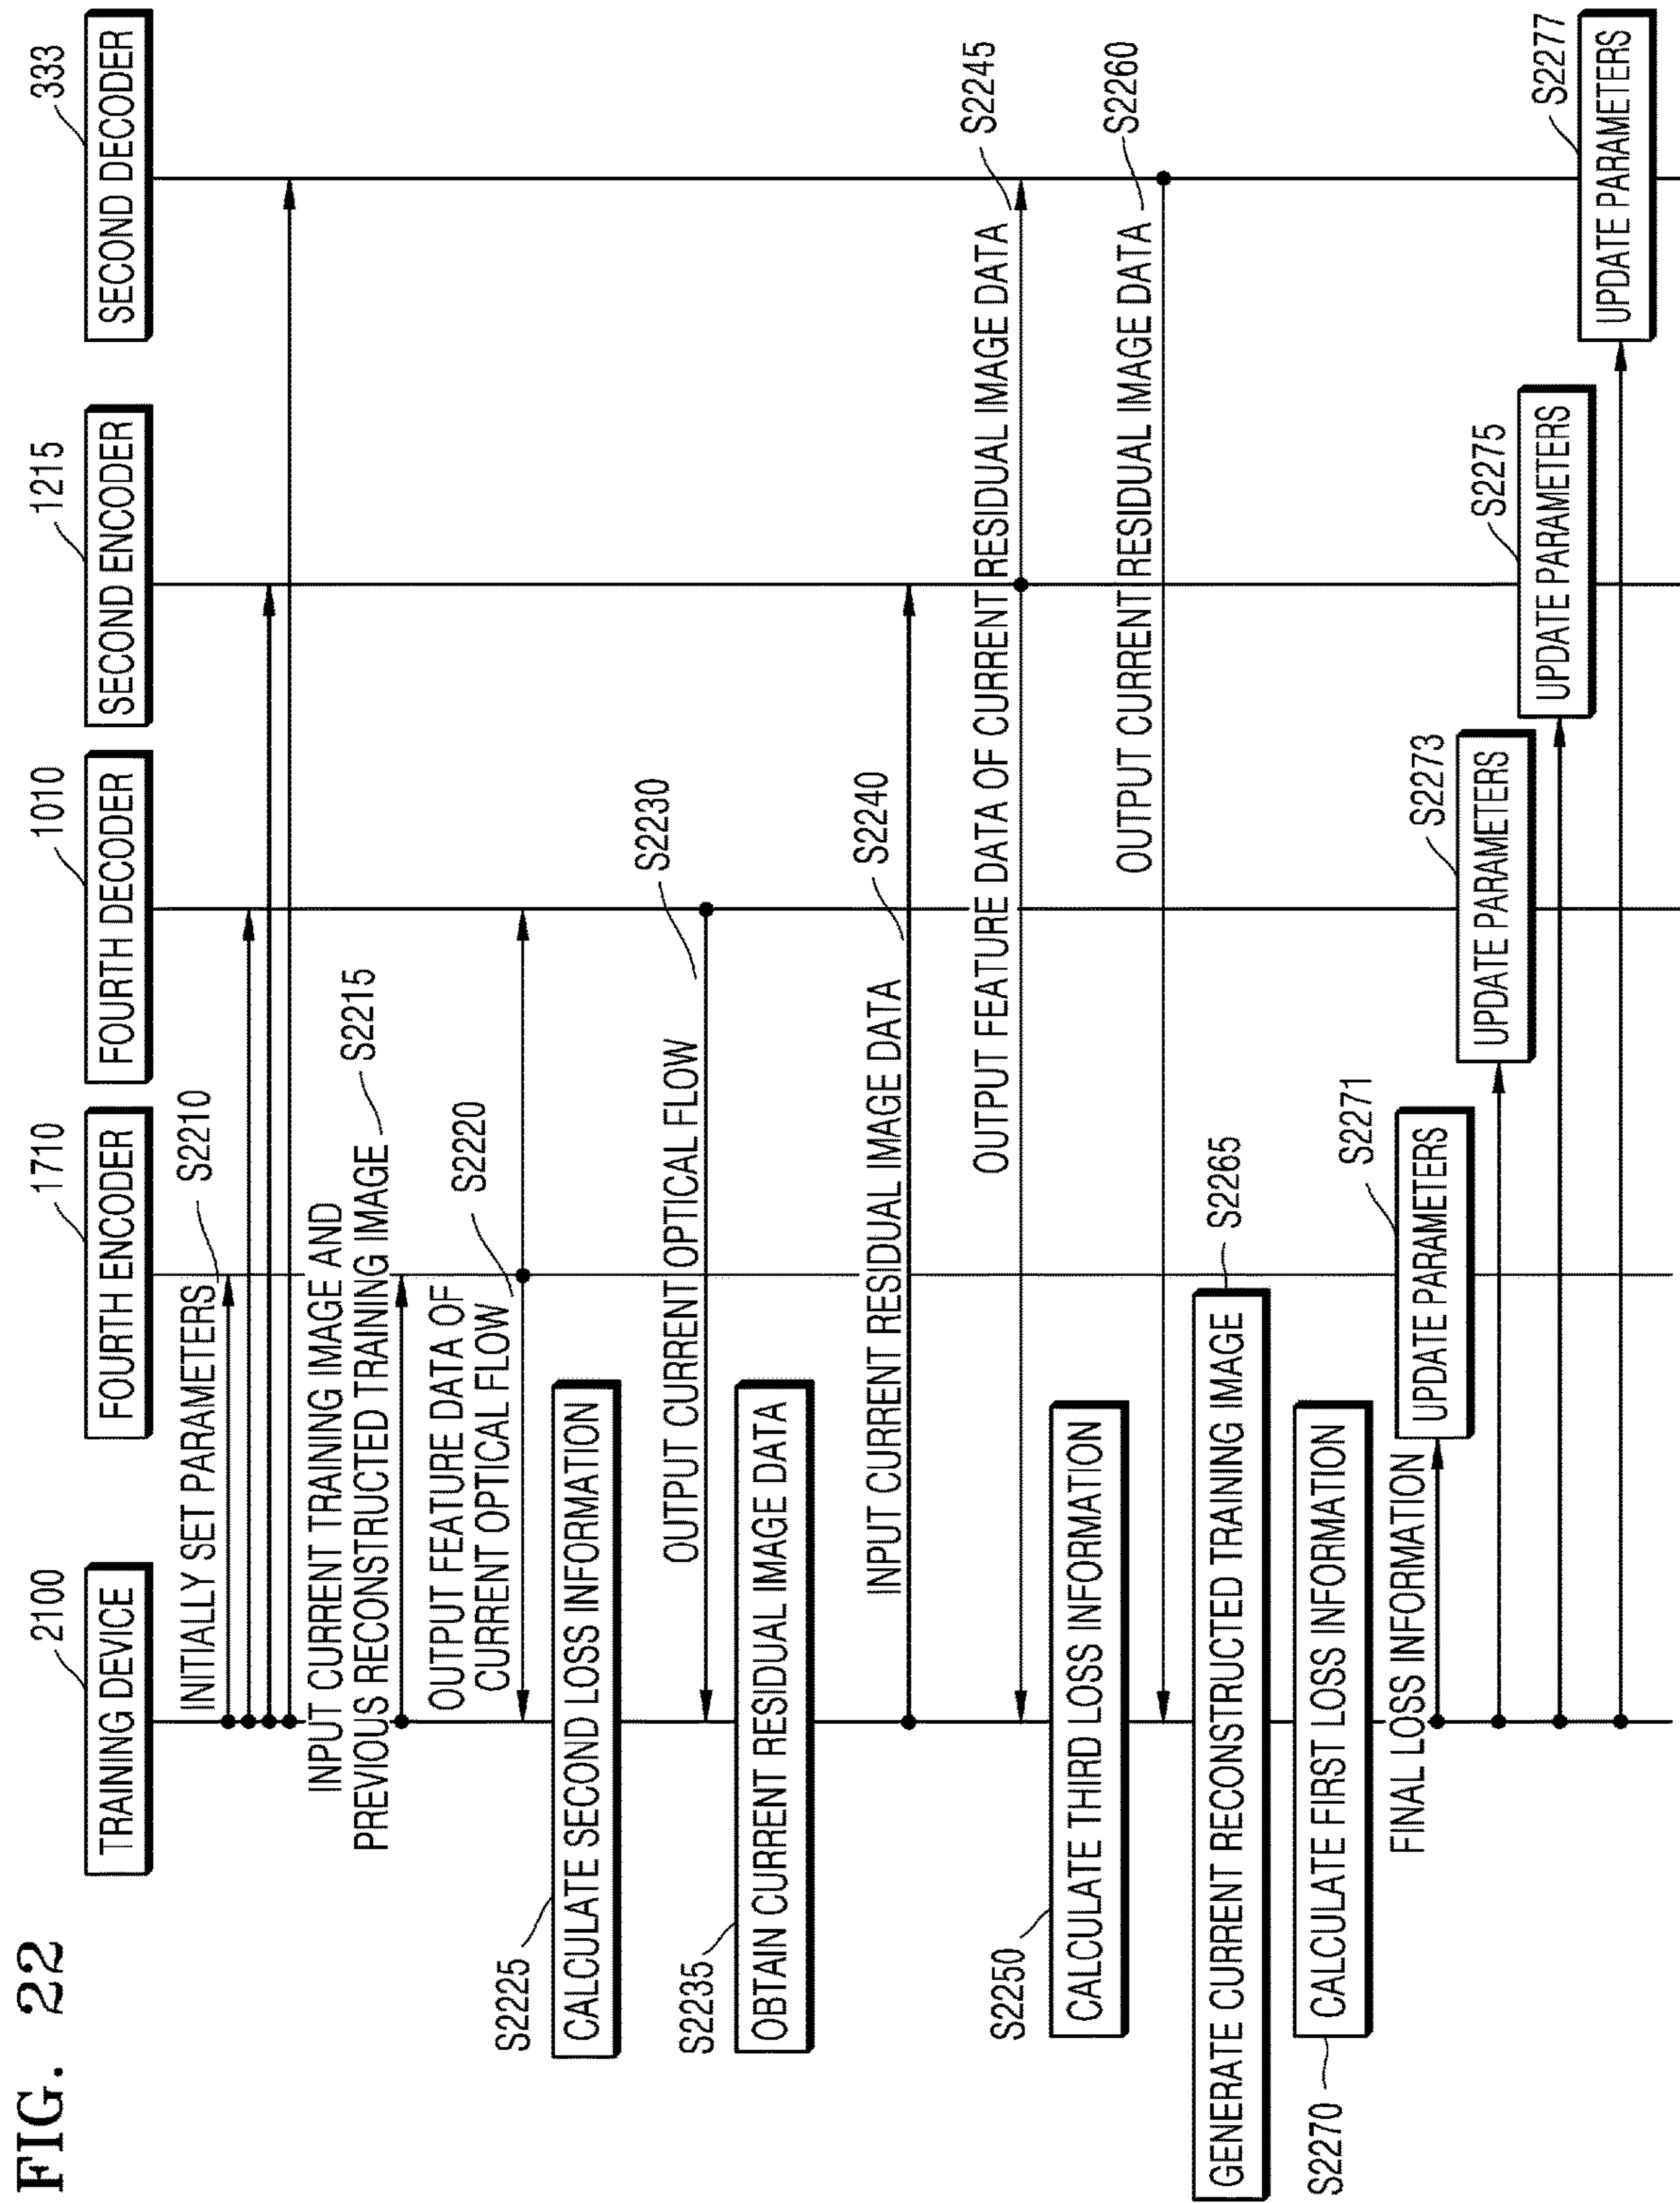 FIG. 22
2100
TRAINING DEVICE
1710
FOURTH ENCODER
1010
FOURTH DECODER
1215
SECOND ENCODER
333
SECOND DECODER
INITIALLY SET PARAMETERS
S2210
INPUT CURRENT TRAINING IMAGE AND
PREVIOUS RECONSTRUCTED TRAINING IMAGE
S2215
OUTPUT FEATURE DATA OF
CURRENT OPTICAL FLOW
S2220
S2225
CALCULATE SECOND LOSS INFORMATION
OUTPUT CURRENT OPTICAL FLOW
S2230
S2235
OBTAIN CURRENT RESIDUAL IMAGE DATA
INPUT CURRENT RESIDUAL IMAGE DATA
S2240
OUTPUT FEATURE DATA OF CURRENT RESIDUAL IMAGE DATA
S2245
S2250
CALCULATE THIRD LOSS INFORMATION
OUTPUT CURRENT RESIDUAL IMAGE DATA
S2260
GENERATE CURRENT RECONSTRUCTED TRAINING IMAGE
S2265
S2270
CALCULATE FIRST LOSS INFORMATION
FINAL LOSS INFORMATION
S2271
UPDATE PARAMETERS
S2273
UPDATE PARAMETERS
S2275
UPDATE PARAMETERS
S2277
UPDATE PARAMETERS